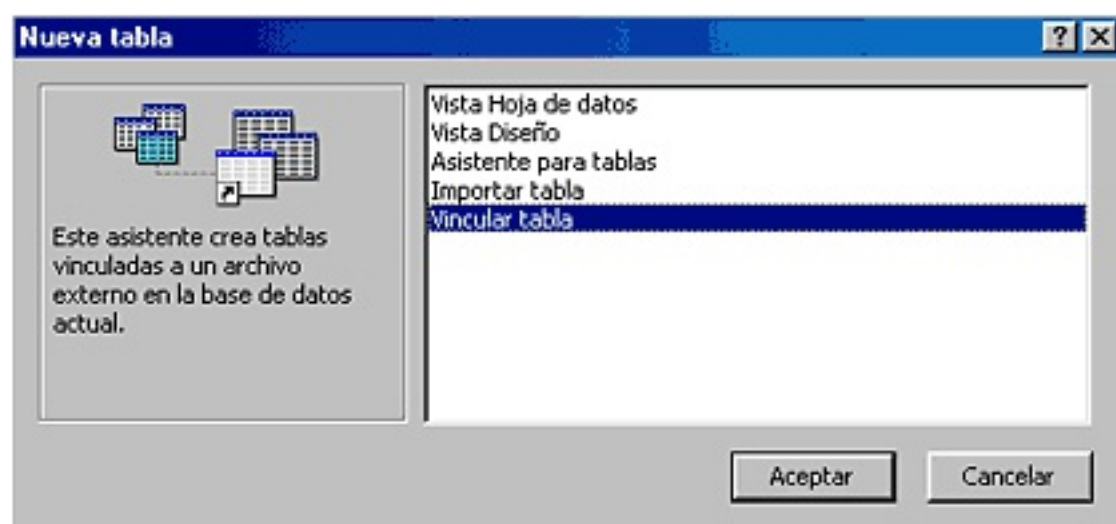 Nueva tabla
Este asistente crea tablas
vinculadas a un archivo
externo en la base de datos
actual.
Vista Hoja de datos
Vista Diseño
Asistente para tablas
Importar tabla
Vincular tabla
Aceptar
Cancelar